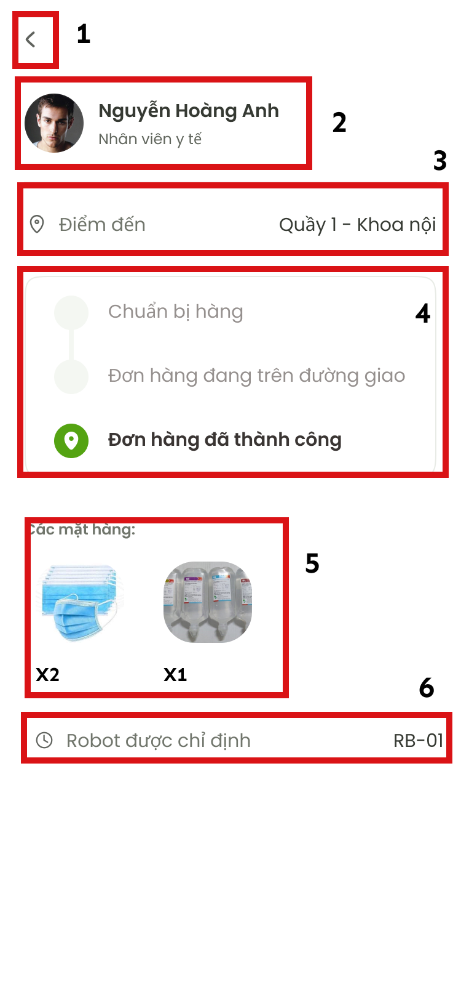 1
Nguyễn Hoàng Anh
2
Nhân viên y tế
3
Điểm đến
Quầy 1 - Khoa nội
Chuẩn bị hàng
4
Đơn hàng đang trên đường giao
Đơn hàng đã thành công
Các mặt hàng:
5
X2
X1
6
Robot được chỉ định
RB-01